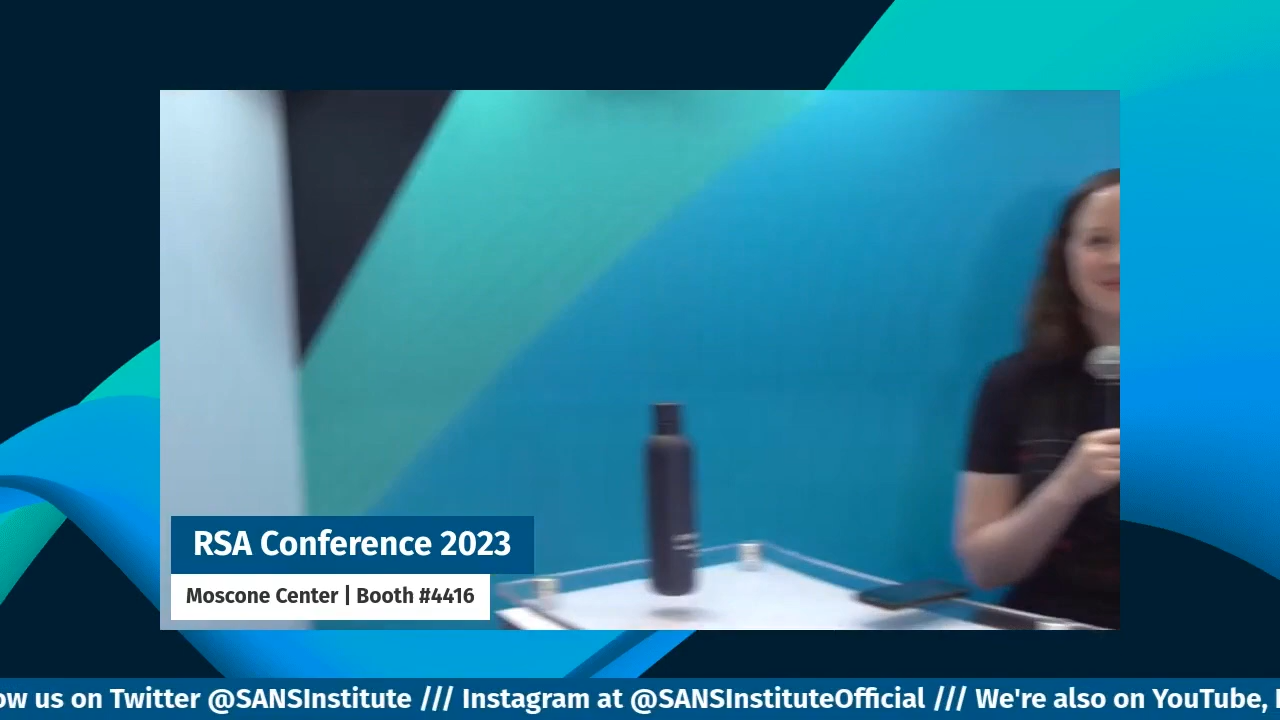 RSA Conference 2023
Moscone Center | Booth #4416
ow us on Twitter @SANSInstitute /// Instagram at @SANSInstituteOfficial /// We're also on YouTube,